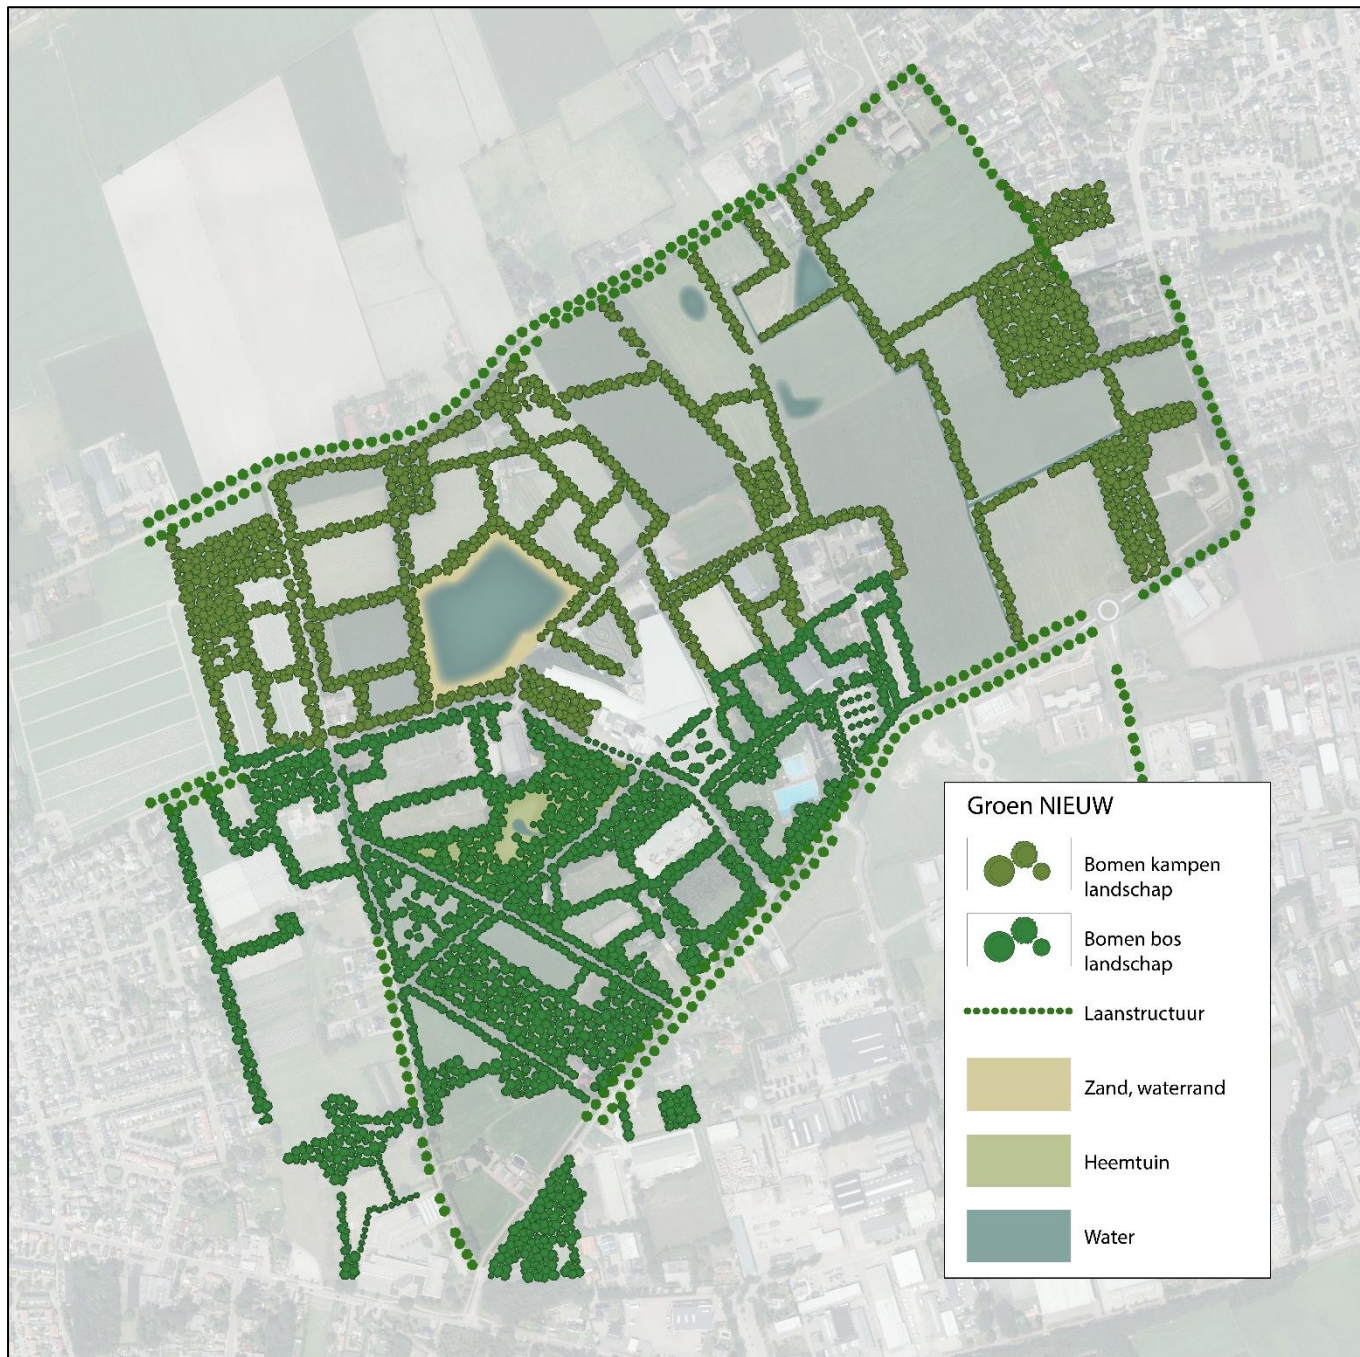 Groen NIEUW
Bomen kampen
landschap
Bomen bos
landschap
Laanstructuur
Zand, waterrand
Heemtuin
Water